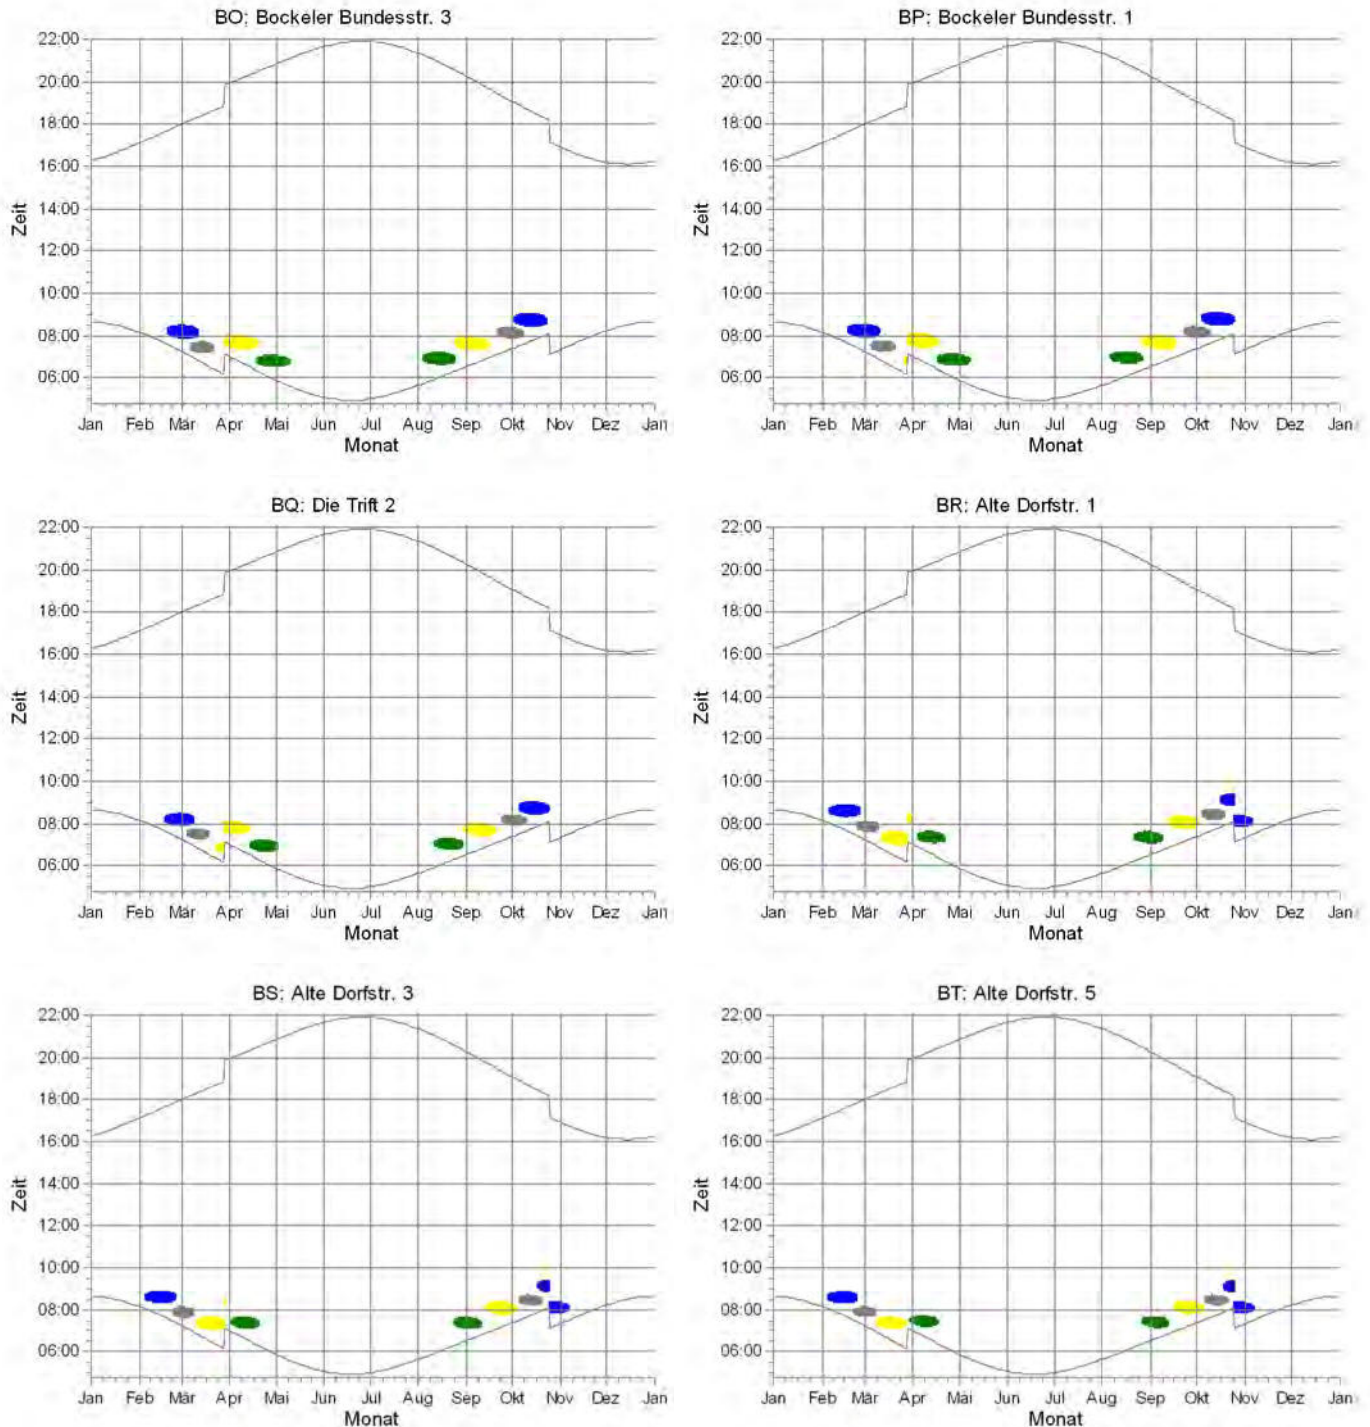 BO: Bockeler Bundesstr. 3
22:00
20:00
18:00
16:00
14:00
12:00
10:00
08:00
06:00
Zeit
Jan Feb Mär Apr Mai Jun Jul Aug Sep Okt Nov Dez Jan
Monat
BP: Bockeler Bundesstr. 1
22:00
20:00
18:00
16:00
14:00
12:00
10:00
08:00
06:00
Zeit
Jan Feb Mär Apr Mai Jun Jul Aug Sep Okt Nov Dez Jan
Monat
BQ: Die Trift 2
22:00
20:00
18:00
16:00
14:00
12:00
10:00
08:00
06:00
Zeit
Jan Feb Mär Apr Mai Jun Jul Aug Sep Okt Nov Dez Jan
Monat
BR: Alte Dorfstr. 1
22:00
20:00
18:00
16:00
14:00
12:00
10:00
08:00
06:00
Zeit
Jan Feb Mär Apr Mai Jun Jul Aug Sep Okt Nov Dez Jan
Monat
BS: Alte Dorfstr. 3
22:00
20:00
18:00
16:00
14:00
12:00
10:00
08:00
06:00
Zeit
Jan Feb Mär Apr Mai Jun Jul Aug Sep Okt Nov Dez Jan
Monat
BT: Alte Dorfstr. 5
22:00
20:00
18:00
16:00
14:00
12:00
10:00
08:00
06:00
Zeit
Jan Feb Mär Apr Mai Jun Jul Aug Sep Okt Nov Dez Jan
Monat